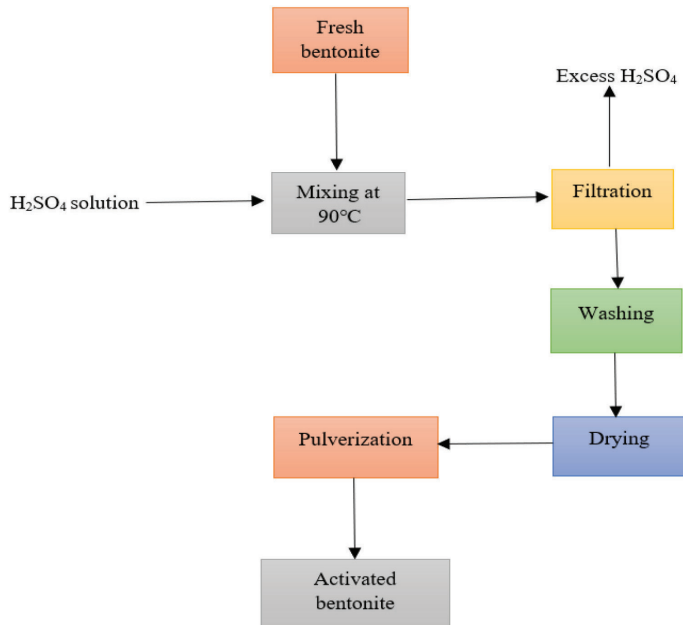 Fresh
bentonite
Excess H₂SO₄
H₂SO₄ solution
Mixing at
90°C
Filtration
Washing
Pulverization
Drying
Activated
bentonite